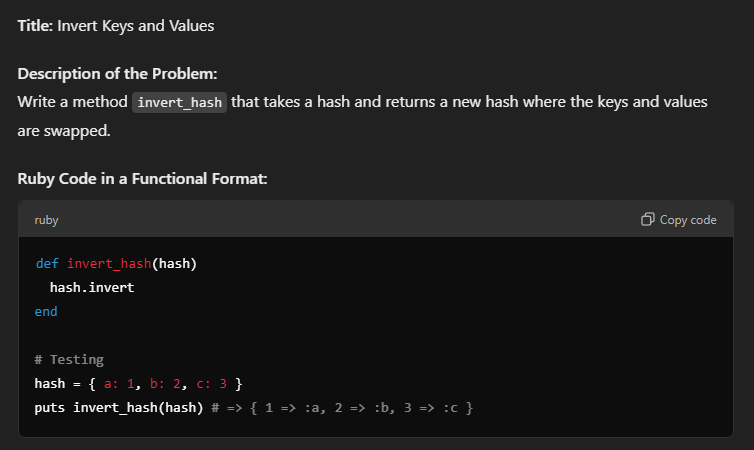 Title: Invert Keys and Values
Description of the Problem:
Write a method invert_hash that takes a hash and returns a new hash where the keys and values
are swapped.
Ruby Code in a Functional Format:
ruby Copy code
def invert_hash(hash)
  hash.invert
end
# Testing
hash = { a: 1, b: 2, c: 3 }
puts invert_hash(hash) # => { 1 => :a, 2 => :b, 3 => :c }